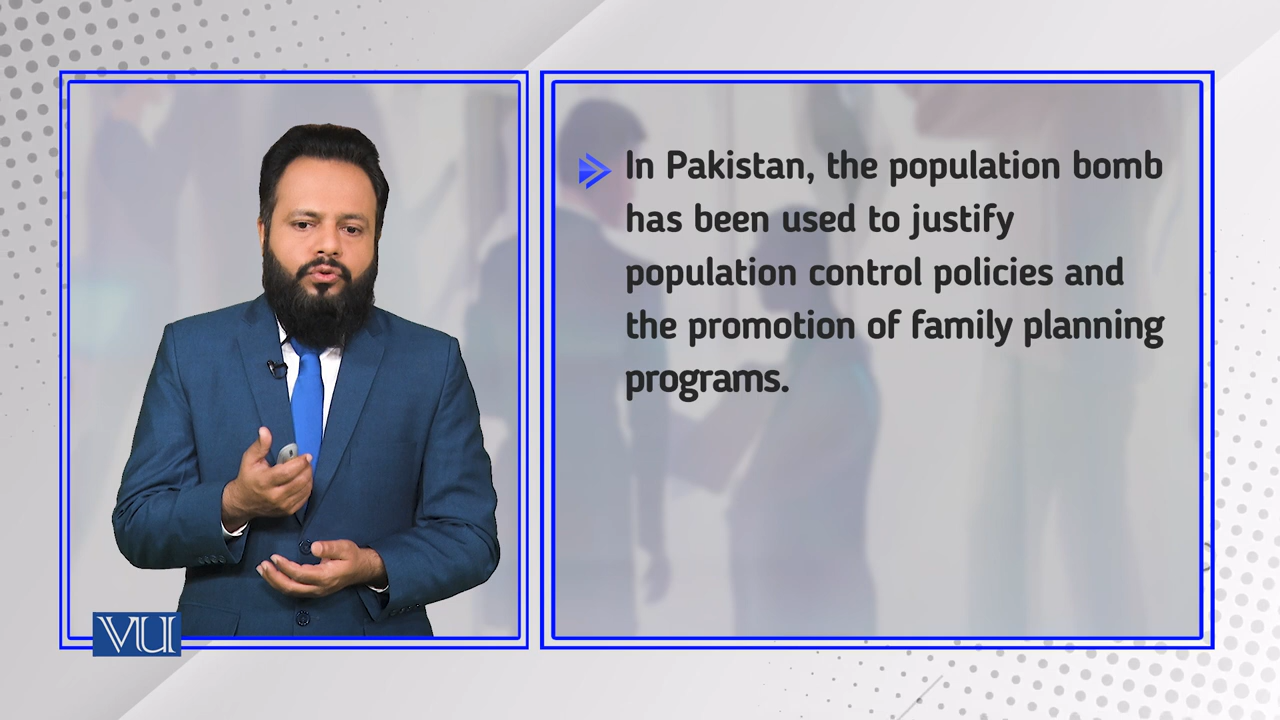 In Pakistan, the population bomb
has been used to justify
population control policies and
the promotion of family planning
programs.
VU